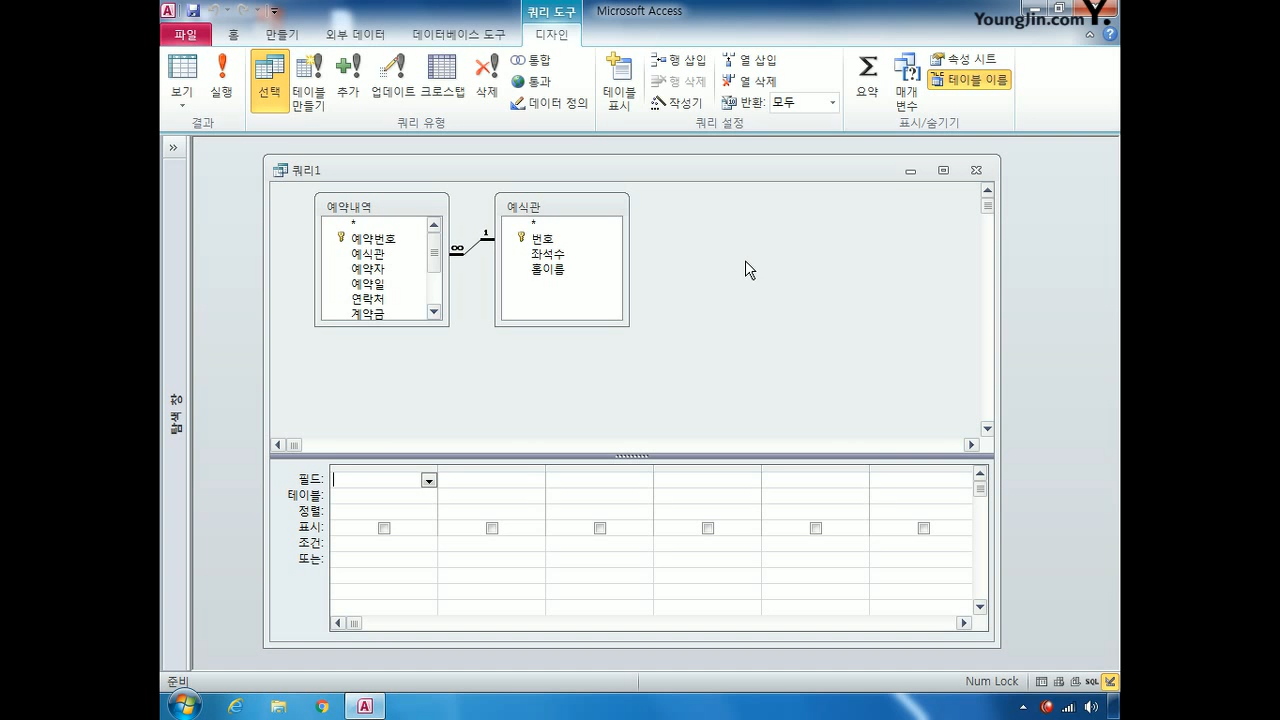 쿼리 도구
Microsoft Access
YoungJin.com Y.
파일
홈
만들기
외부 데이터
데이터베이스 도구
디자인
보기
실행
결과
선택
테이블
만들기
추가
업데이트
크로스탭
삭제
통합
통과
데이터 정의
쿼리 유형
테이블
표시
행 삽입
행 삭제
작성기
열 삽입
열 삭제
반환: 모두
쿼리 설정
요약
매개
변수
속성 시트
테이블 이름
표시/숨기기
쿼리1
예약내역
*
예약번호
예식관
예약자
예약일
연락처
계약금
∞
1
예식관
*
번호
좌석수
홀이름
탐색 창
필드:
테이블:
정렬:
표시:
조건:
또는:
준비
Num Lock
SQL